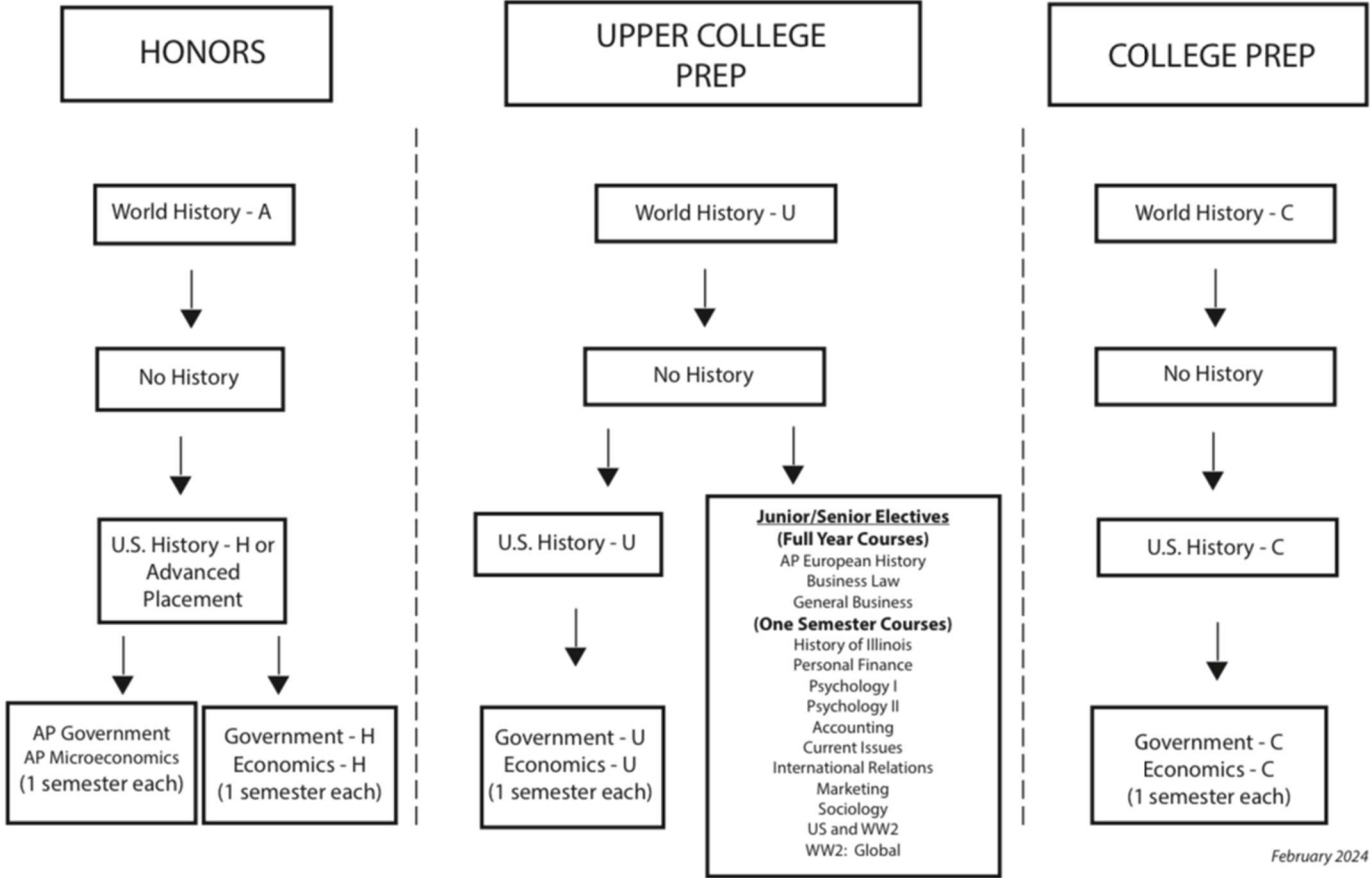 HONORS
World History - A
No History
U.S. History - H or
Advanced
Placement
AP Government
AP Microeconomics
(1 semester each)
Government - H
Economics - H
(1 semester each)
UPPER COLLEGE
PREP
World History - U
No History
U.S. History - U
Government - U
Economics - U
(1 semester each)
Junior/Senior Electives
(Full Year Courses)
AP European History
Business Law
General Business
(One Semester Courses)
History of Illinois
Personal Finance
Psychology I
Psychology II
Accounting
Current Issues
International Relations
Marketing
Sociology
US and WW2
WW2: Global
COLLEGE PREP
World History - C
No History
U.S. History - C
Government - C
Economics - C
(1 semester each)
February 2024